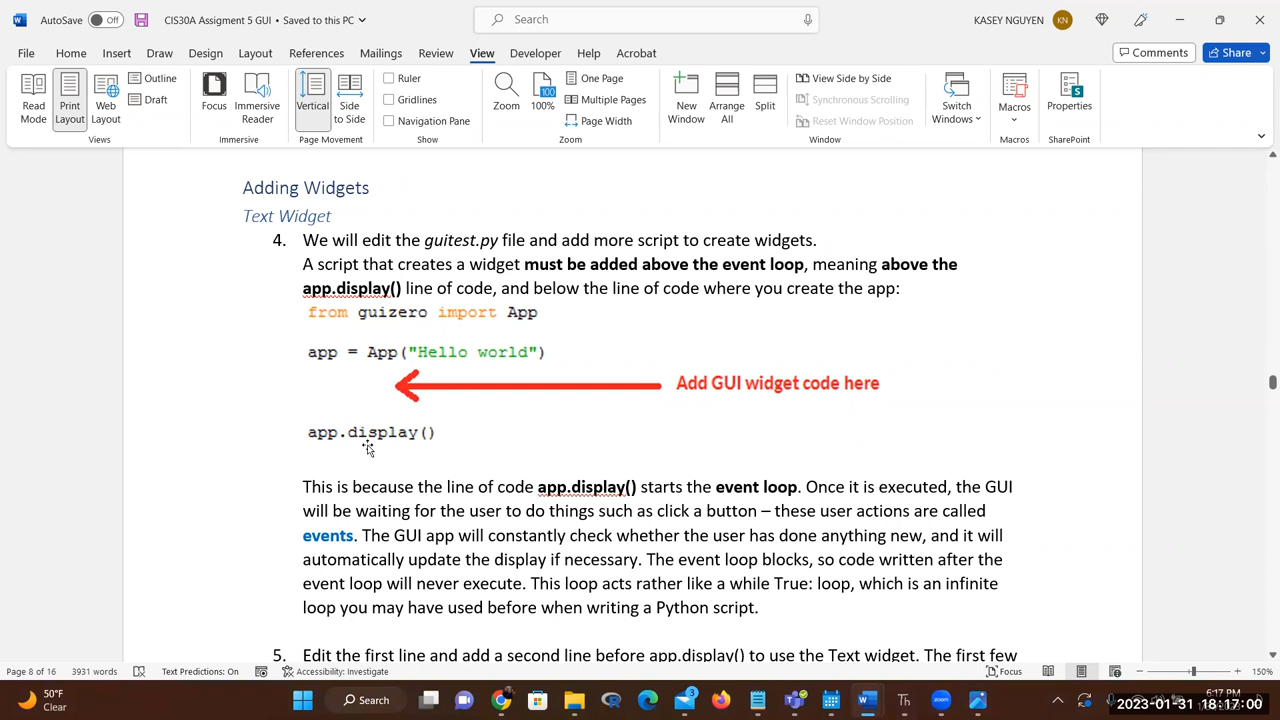 AutoSave Off CIS30A Assigment 5 GUI • Saved to this PC Search KASEY NGUYEN KN
File Home Insert Draw Design Layout References Mailings Review View Developer Help Acrobat Comments Share
Read Mode Print Layout Web Layout Outline Draft
Views
Focus Immersive Reader
Immersive
Vertical Side to Side
Page Movement
Ruler
Gridlines
Navigation Pane
Show
Zoom 100% One Page
Multiple Pages
Page Width
Zoom
New Window Arrange All Split View Side by Side
Synchronous Scrolling
Reset Window Position
Window
Switch Windows
Macros
Macros
Properties
SharePoint
Adding Widgets
Text Widget
4. We will edit the guitest.py file and add more script to create widgets.
A script that creates a widget must be added above the event loop, meaning above the
app.display() line of code, and below the line of code where you create the app:
from guizero import App
app = App("Hello world")
Add GUI widget code here
app.display()
This is because the line of code app.display() starts the event loop. Once it is executed, the GUI
will be waiting for the user to do things such as click a button – these user actions are called
events. The GUI app will constantly check whether the user has done anything new, and it will
automatically update the display if necessary. The event loop blocks, so code written after the
event loop will never execute. This loop acts rather like a while True: loop, which is an infinite
loop you may have used before when writing a Python script.
5. Edit the first line and add a second line before app.display() to use the Text widget. The first few
Page 8 of 16 3931 words Text Predictions: On Accessibility: Investigate Focus 150%
50°F
Clear
Search
3
6:17 PM
2023-01-31 18:17:00